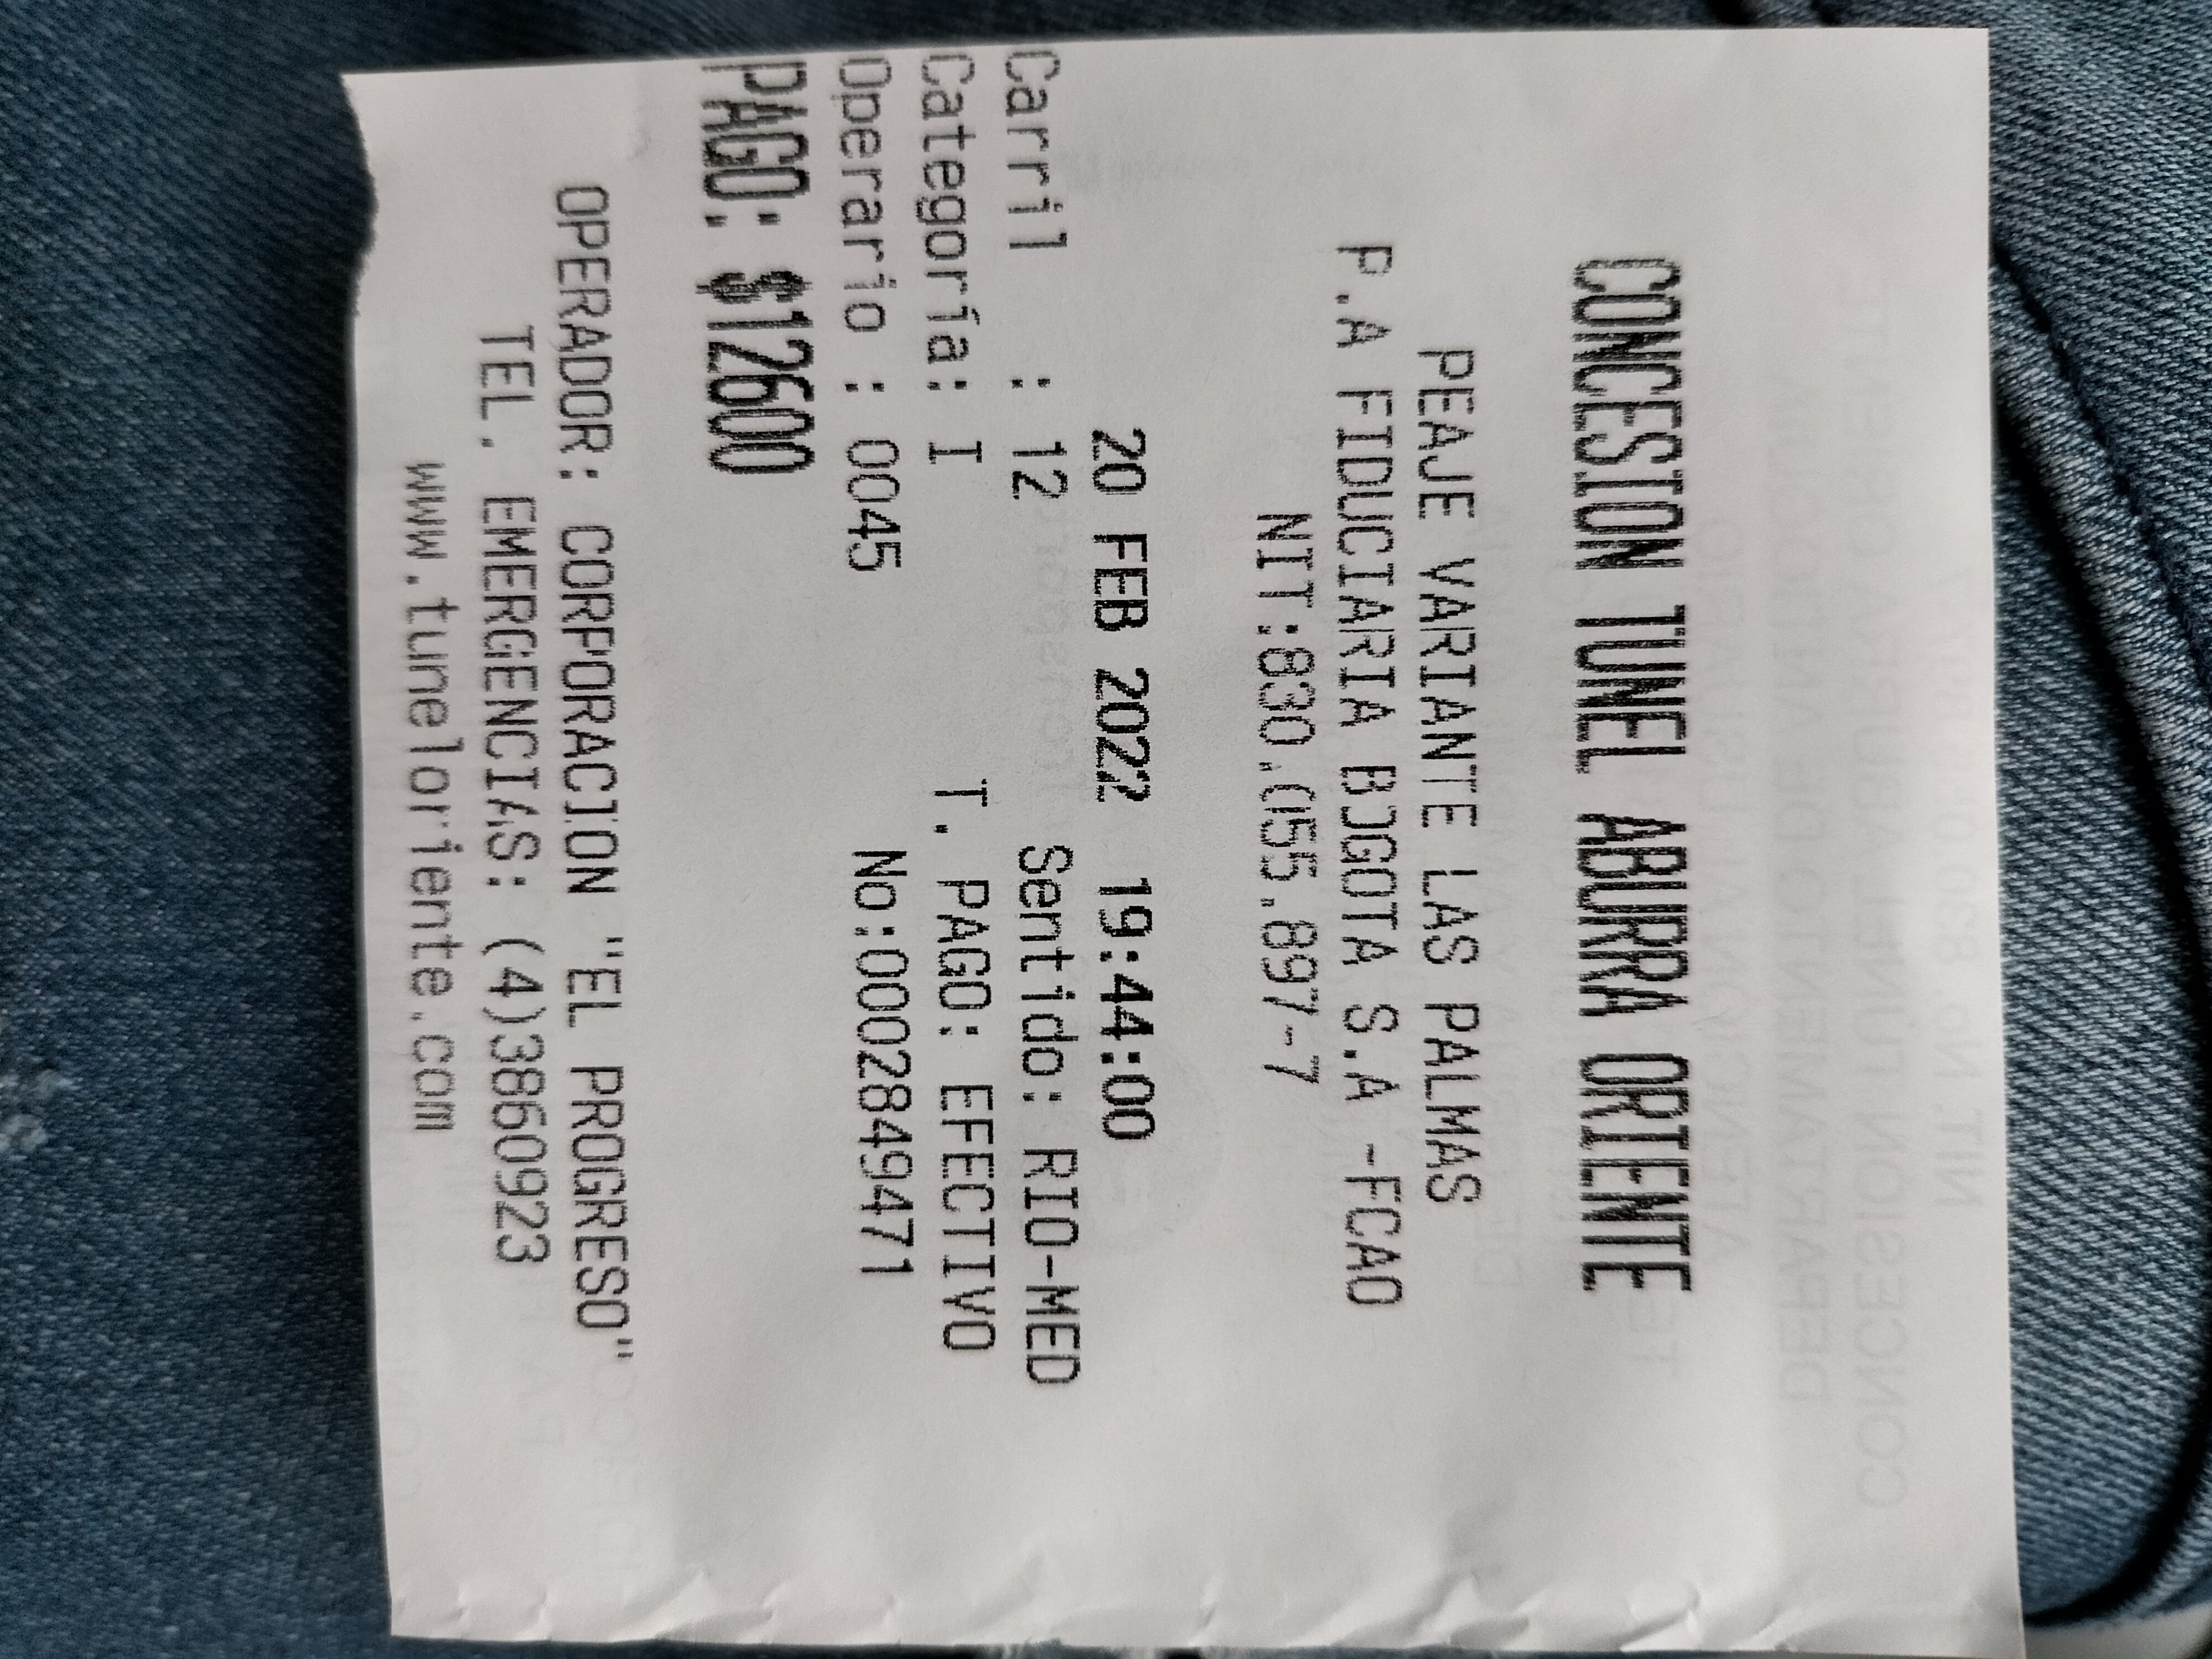 CONCESION TUNEL ABURRA ORIENTE
PEAJE VARIANTE LAS PALMAS
P.A FIDUCIARIA BOGOTA S.A -FCAO
NIT:830.055.897-7
20 FEB 2022 19:44:00
Carril : 12 Sentido: RIO-MED
Categoría: I T. PAGO: EFECTIVO
Operario : 0045 No:0002849471
PAGO: $12600
OPERADOR: CORPORACION "EL PROGRESO"
TEL. EMERGENCIAS: (4)3860923
www.tuneloriente.com